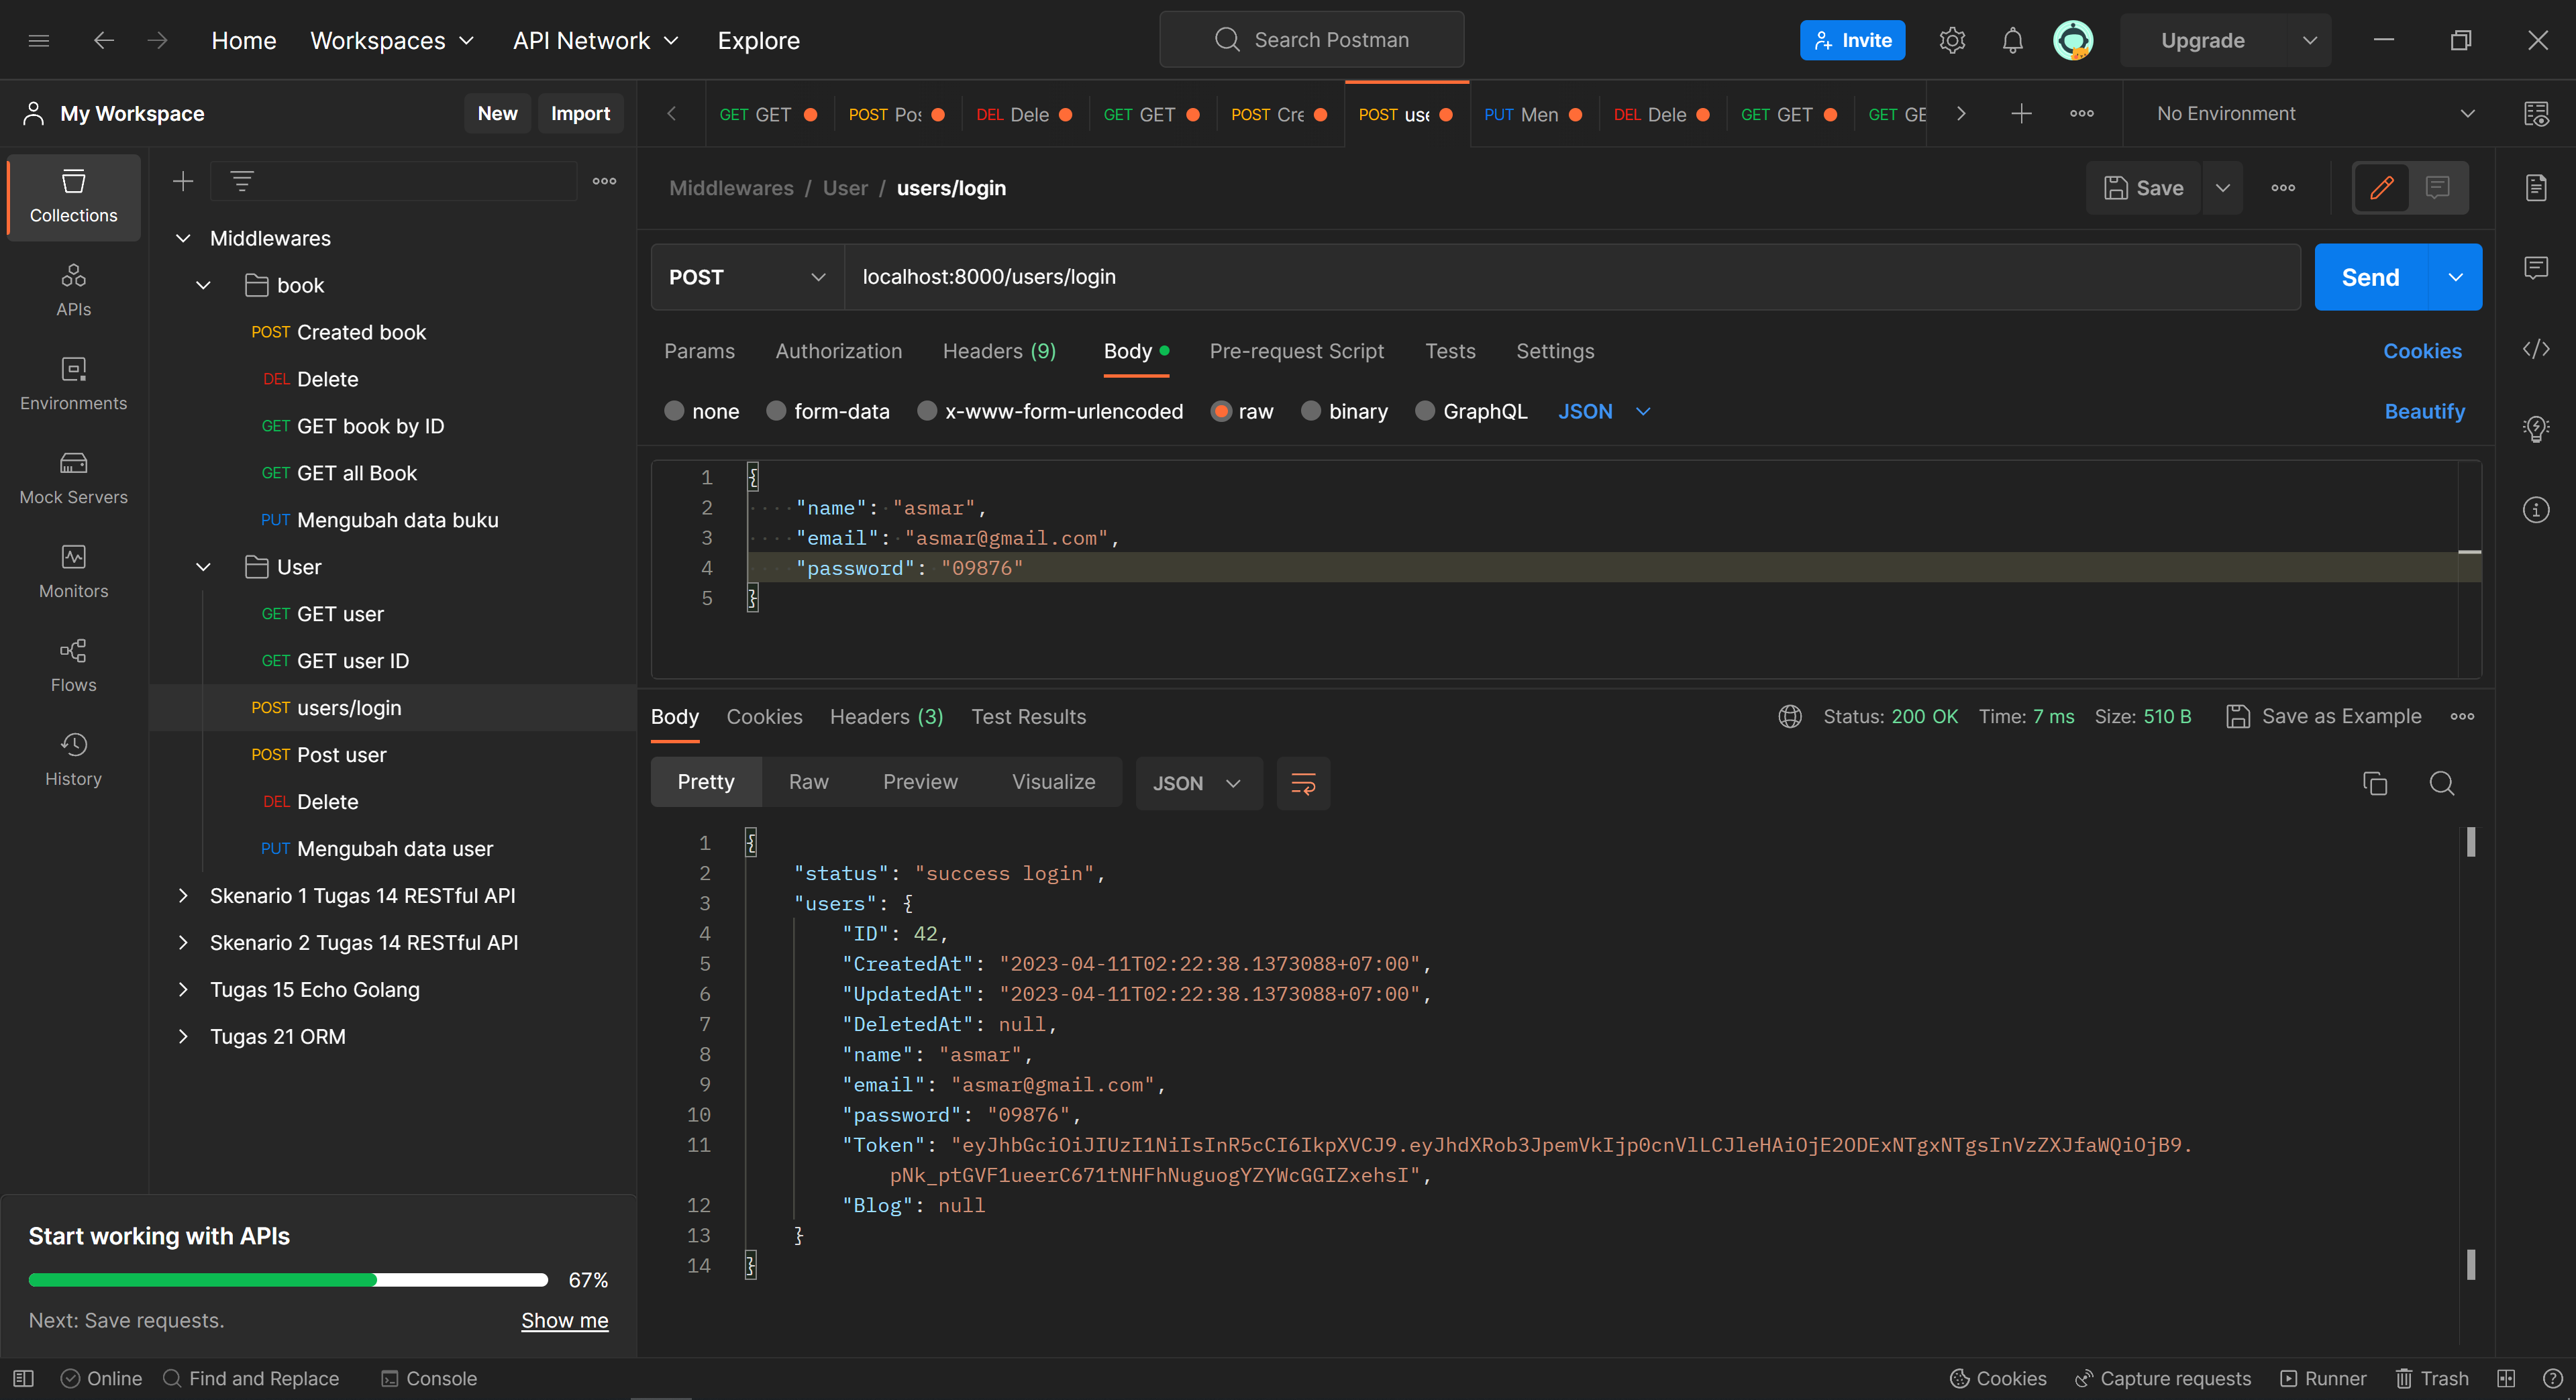 Home Workspaces API Network Explore Search Postman Invite Upgrade
My Workspace New Import
GET GET POST Pos DEL Dele GET GET POST Cre POST use PUT Men DEL Dele GET GET GET GE No Environment
Collections
APIs
Environments
Mock Servers
Monitors
Flows
History
Middlewares
book
POST Created book
DEL Delete
GET GET book by ID
GET GET all Book
PUT Mengubah data buku
User
GET GET user
GET GET user ID
POST users/login
POST Post user
DEL Delete
PUT Mengubah data user
Skenario 1 Tugas 14 RESTful API
Skenario 2 Tugas 14 RESTful API
Tugas 15 Echo Golang
Tugas 21 ORM
Start working with APIs
67%
Next: Save requests. Show me
Middlewares / User / users/login Save
POST localhost:8000/users/login Send
Params Authorization Headers (9) Body Pre-request Script Tests Settings Cookies
none form-data x-www-form-urlencoded raw binary GraphQL JSON Beautify
1 {
2 "name": "asmar",
3 "email": "asmar@gmail.com",
4 "password": "09876"
5 }
Body Cookies Headers (3) Test Results Status: 200 OK Time: 7 ms Size: 510 B Save as Example
Pretty Raw Preview Visualize JSON
1 {
2 "status": "success login",
3 "users": {
4 "ID": 42,
5 "CreatedAt": "2023-04-11T02:22:38.1373088+07:00",
6 "UpdatedAt": "2023-04-11T02:22:38.1373088+07:00",
7 "DeletedAt": null,
8 "name": "asmar",
9 "email": "asmar@gmail.com",
10 "password": "09876",
11 "Token": "eyJhbGciOiJIUzI1NiIsInR5cCI6IkpXVCJ9.eyJhdXRob3JpemVkIjp0cnVlLCJleHAiOjE2ODExNTgxNTgsInVzZXJfaWQiOjB9.
pNk_ptGVF1ueerC671tNHFhNuguogYZYWcGGIZxehsI",
12 "Blog": null
13 }
14 }
Online Find and Replace Console Cookies Capture requests Runner Trash